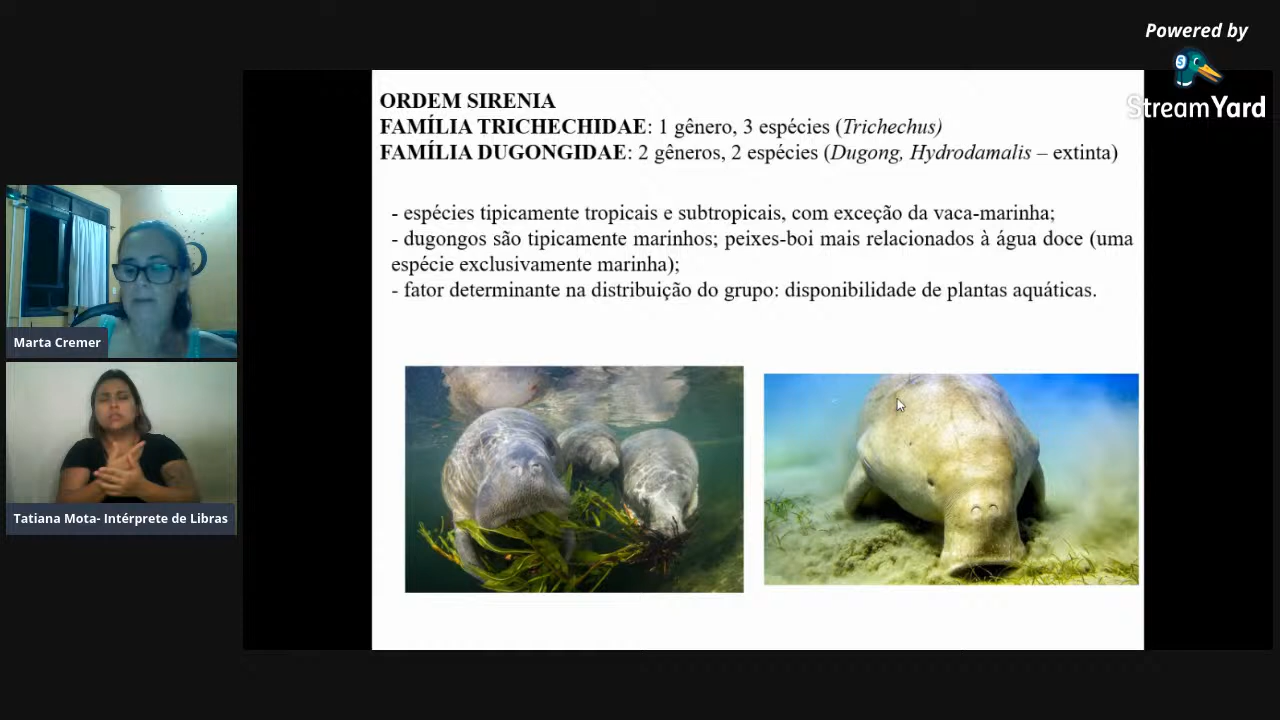 Powered by
StreamYard
ORDEM SIRENIA
FAMÍLIA TRICHECHIDAE: 1 gênero, 3 espécies (Trichechus)
FAMÍLIA DUGONGIDAE: 2 gêneros, 2 espécies (Dugong, Hydrodamalis – extinta)
- espécies tipicamente tropicais e subtropicais, com exceção da vaca-marinha;
- dugongos são tipicamente marinhos; peixes-boi mais relacionados à água doce (uma
espécie exclusivamente marinha);
- fator determinante na distribuição do grupo: disponibilidade de plantas aquáticas.
Marta Cremer
Tatiana Mota- Intérprete de Libras